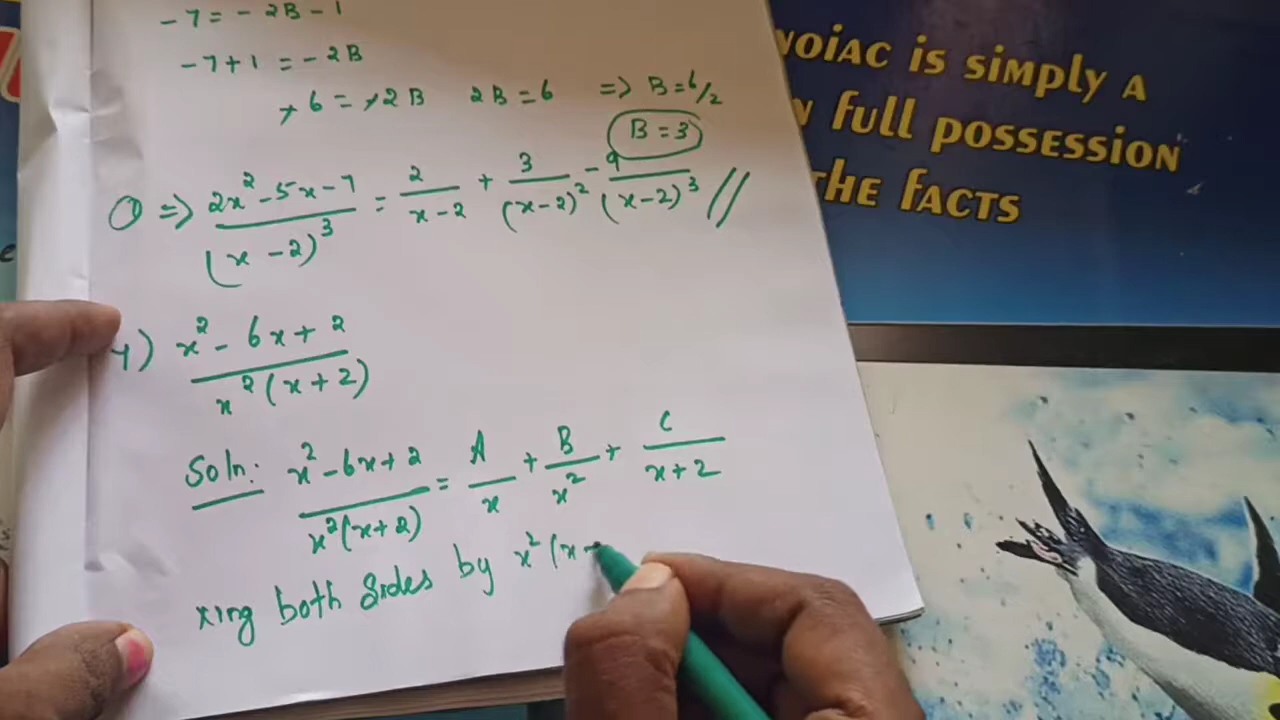 -7 = -2B -1
-7+1 = -2B
-6 = -2B 2B = 6 => B = 6/2
B = 3
① => 2x² -5x -7 / (x -2)³ = 2 / x -2 + 3 / (x -2)² - 9 / (x -2)³ //
4) x² - 6x + 2 / x² (x + 2)
Soln: x² -6x + 2 / x²(x+2) = A / x + B / x² + C / x + 2
xing both sides by x² (x -
NOIAC is simply A
full possession
the facts